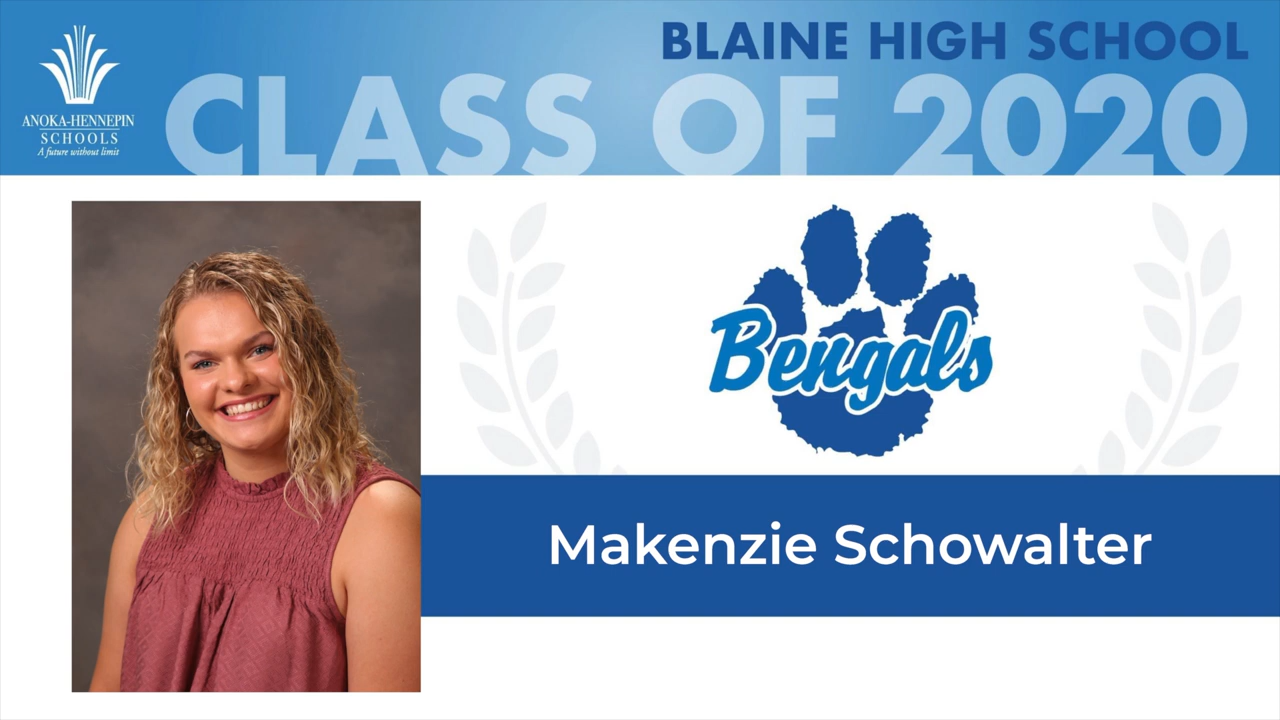 BLAINE HIGH SCHOOL
CLASS OF 2020
ANOKA-HENNEPIN
SCHOOLS
A future without limit
Bengals
Makenzie Schowalter